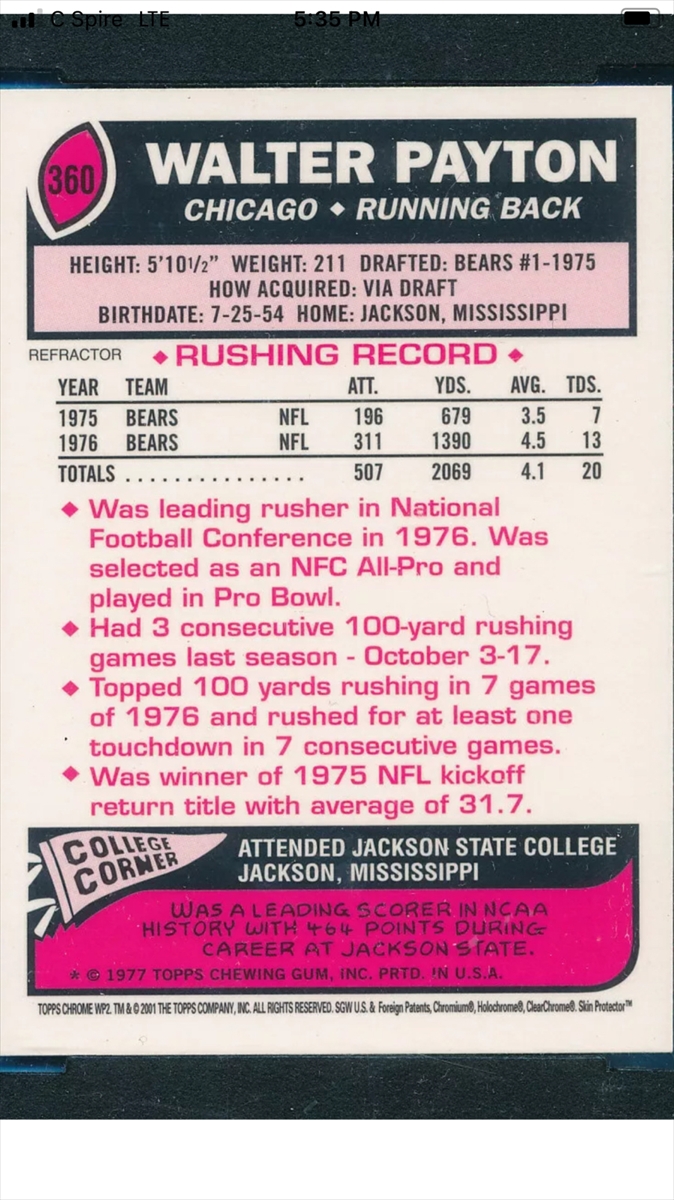 C Spire LTE 5:35 PM
360
WALTER PAYTON
CHICAGO ◆ RUNNING BACK
HEIGHT: 5'10 1/2" WEIGHT: 211 DRAFTED: BEARS #1-1975
HOW ACQUIRED: VIA DRAFT
BIRTHDATE: 7-25-54 HOME: JACKSON, MISSISSIPPI
REFRACTOR ◆ RUSHING RECORD ◆
YEAR TEAM ATT. YDS. AVG. TDS.
1975 BEARS NFL 196 679 3.5 7
1976 BEARS NFL 311 1390 4.5 13
TOTALS . . . . . . . . . . . . . . . 507 2069 4.1 20
◆ Was leading rusher in National
Football Conference in 1976. Was
selected as an NFC All-Pro and
played in Pro Bowl.
◆ Had 3 consecutive 100-yard rushing
games last season - October 3-17.
◆ Topped 100 yards rushing in 7 games
of 1976 and rushed for at least one
touchdown in 7 consecutive games.
◆ Was winner of 1975 NFL kickoff
return title with average of 31.7.
COLLEGE
CORNER
ATTENDED JACKSON STATE COLLEGE
JACKSON, MISSISSIPPI
WAS A LEADING SCORER IN NCAA
HISTORY WITH 464 POINTS DURING
CAREER AT JACKSON STATE.
* © 1977 TOPPS CHEWING GUM, INC. PRTD. IN U.S.A.
TOPPS CHROME WP2. TM & © 2001 THE TOPPS COMPANY, INC. ALL RIGHTS RESERVED. SGW U.S. & Foreign Patents, Chromium®, Holochrome®, ClearChrome®. Skin Protector™